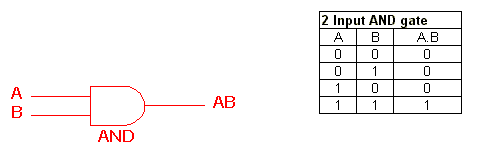 A
B
AB
AND
2 Input AND gate
A B A.B
0 0 0
0 1 0
1 0 0
1 1 1